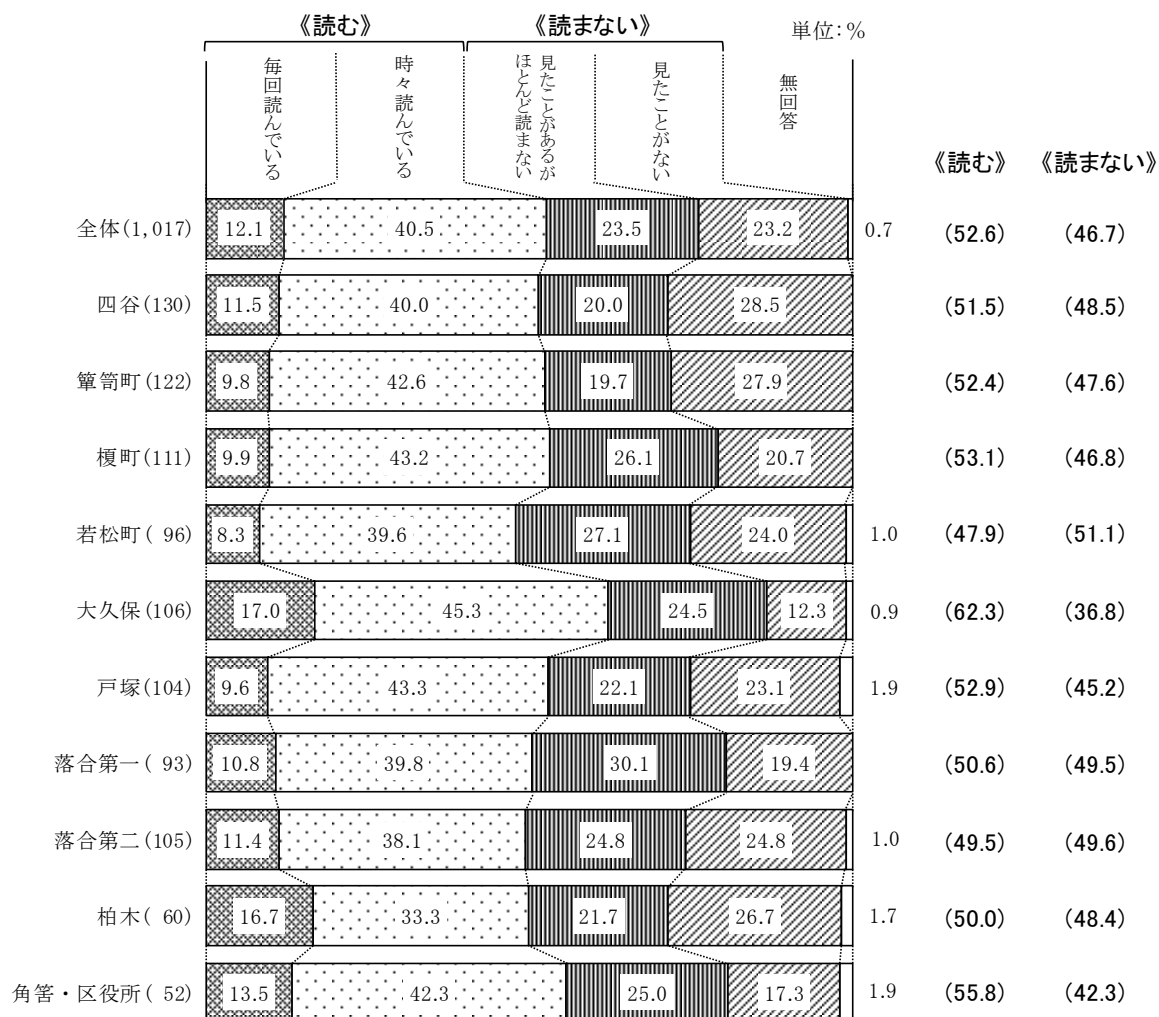 《読む》 《読まない》 単位：%
毎回読んでいる
時々読んでいる
見たことがあるが
ほとんど読まない
見たことがない
無回答
《読む》 《読まない》
全体(1,017) 12.1 40.5 23.5 23.2 0.7 (52.6) (46.7)
四谷(130) 11.5 40.0 20.0 28.5 (51.5) (48.5)
簞笥町(122) 9.8 42.6 19.7 27.9 (52.4) (47.6)
榎町(111) 9.9 43.2 26.1 20.7 (53.1) (46.8)
若松町( 96) 8.3 39.6 27.1 24.0 1.0 (47.9) (51.1)
大久保(106) 17.0 45.3 24.5 12.3 0.9 (62.3) (36.8)
戸塚(104) 9.6 43.3 22.1 23.1 1.9 (52.9) (45.2)
落合第一( 93) 10.8 39.8 30.1 19.4 (50.6) (49.5)
落合第二(105) 11.4 38.1 24.8 24.8 1.0 (49.5) (49.6)
柏木( 60) 16.7 33.3 21.7 26.7 1.7 (50.0) (48.4)
角筈・区役所( 52) 13.5 42.3 25.0 17.3 1.9 (55.8) (42.3)